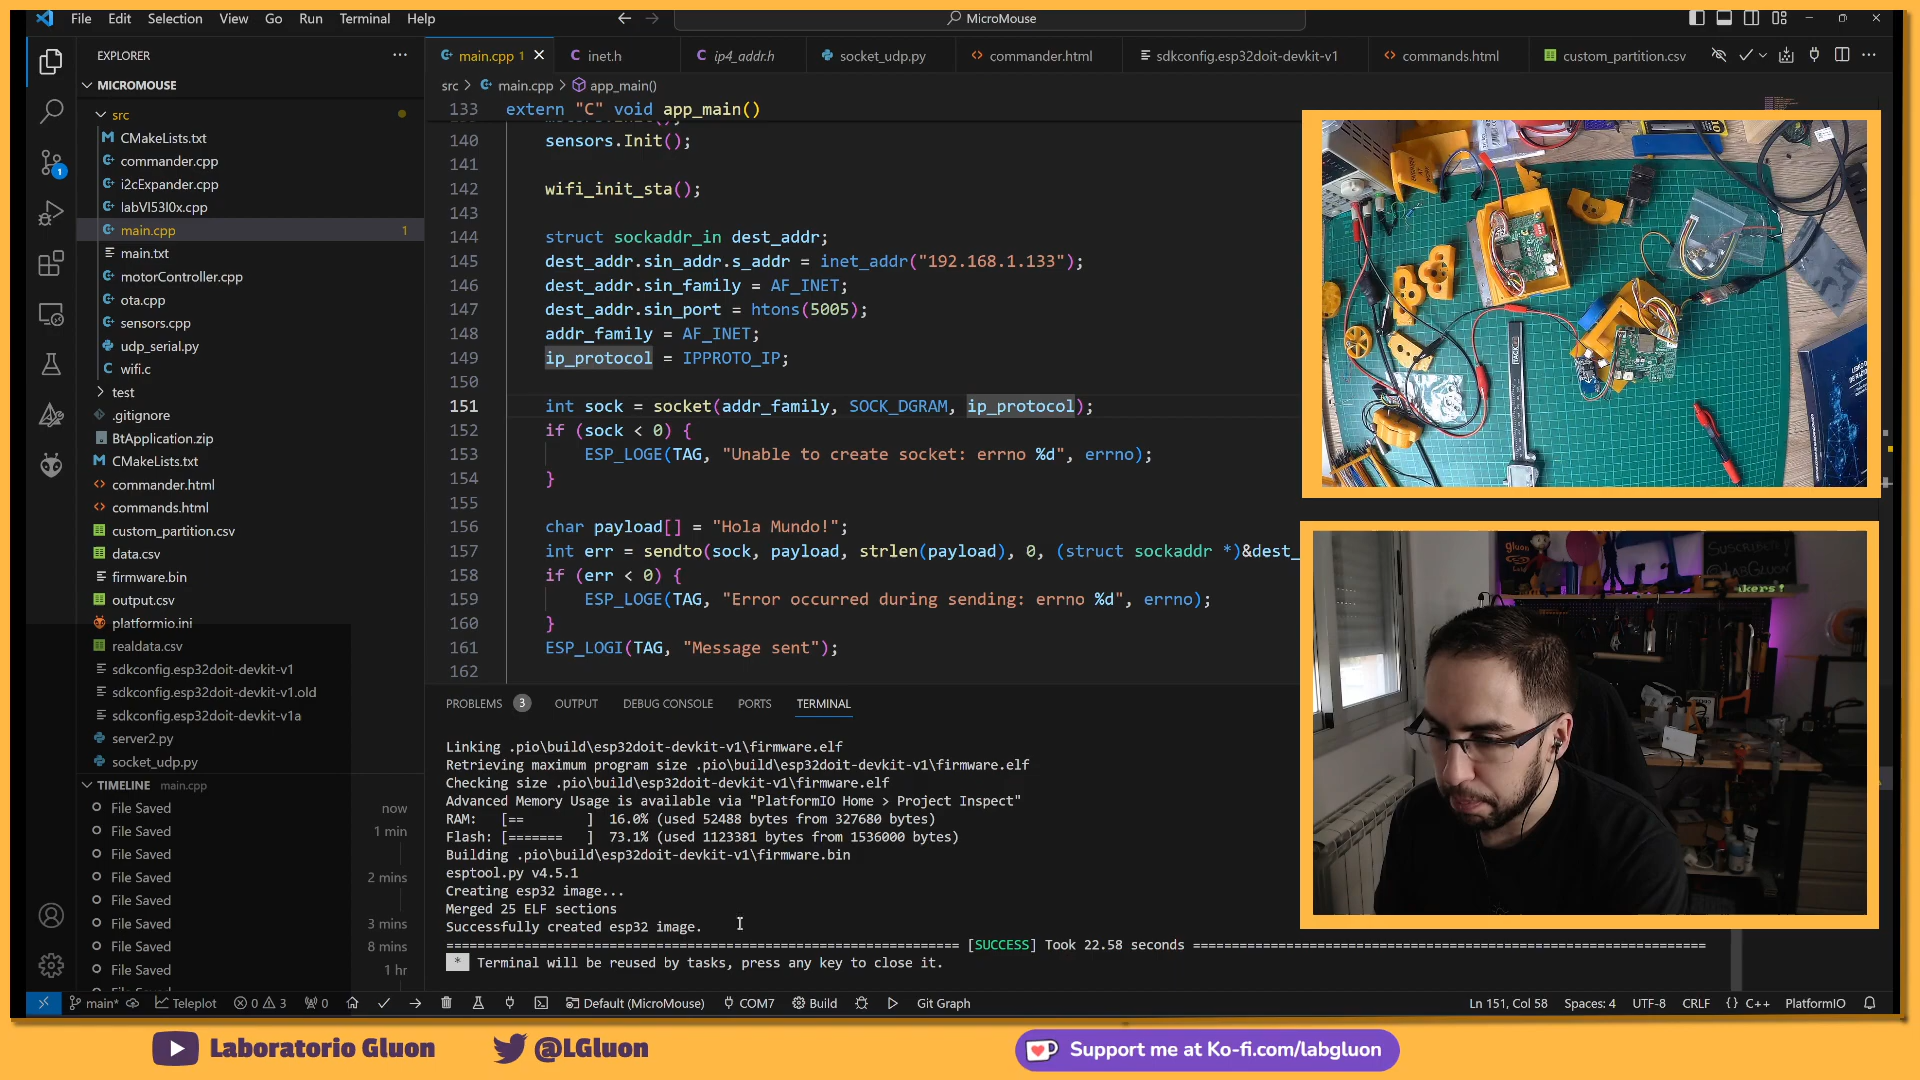 File Edit Selection View Go Run Terminal Help
MicroMouse
EXPLORER
MICROMOUSE
src
CMakeLists.txt
commander.cpp
i2cExpander.cpp
labVl53l0x.cpp
main.cpp 1
main.txt
motorController.cpp
ota.cpp
sensors.cpp
udp_serial.py
wifi.c
test
.gitignore
BtApplication.zip
CMakeLists.txt
commander.html
commands.html
custom_partition.csv
data.csv
firmware.bin
output.csv
platformio.ini
realdata.csv
sdkconfig.esp32doit-devkit-v1
sdkconfig.esp32doit-devkit-v1.old
sdkconfig.esp32doit-devkit-v1a
server2.py
socket_udp.py
TIMELINE main.cpp
File Saved now
File Saved 1 min
File Saved
File Saved 2 mins
File Saved
File Saved 3 mins
File Saved 8 mins
File Saved 1 hr
main.cpp 1 inet.h ip4_addr.h socket_udp.py commander.html sdkconfig.esp32doit-devkit-v1 commands.html custom_partition.csv
src > main.cpp > app_main()
133 extern "C" void app_main()
140 sensors.Init();
141
142 wifi_init_sta();
143
144 struct sockaddr_in dest_addr;
145 dest_addr.sin_addr.s_addr = inet_addr("192.168.1.133");
146 dest_addr.sin_family = AF_INET;
147 dest_addr.sin_port = htons(5005);
148 addr_family = AF_INET;
149 ip_protocol = IPPROTO_IP;
150
151 int sock = socket(addr_family, SOCK_DGRAM, ip_protocol);
152 if (sock < 0) {
153 ESP_LOGE(TAG, "Unable to create socket: errno %d", errno);
154 }
155
156 char payload[] = "Hola Mundo!";
157 int err = sendto(sock, payload, strlen(payload), 0, (struct sockaddr *)&dest_
158 if (err < 0) {
159 ESP_LOGE(TAG, "Error occurred during sending: errno %d", errno);
160 }
161 ESP_LOGI(TAG, "Message sent");
162
PROBLEMS 3 OUTPUT DEBUG CONSOLE PORTS TERMINAL
Linking .pio\build\esp32doit-devkit-v1\firmware.elf
Retrieving maximum program size .pio\build\esp32doit-devkit-v1\firmware.elf
Checking size .pio\build\esp32doit-devkit-v1\firmware.elf
Advanced Memory Usage is available via "PlatformIO Home > Project Inspect"
RAM: [== ] 16.0% (used 52488 bytes from 327680 bytes)
Flash: [======= ] 73.1% (used 1123381 bytes from 1536000 bytes)
Building .pio\build\esp32doit-devkit-v1\firmware.bin
esptool.py v4.5.1
Creating esp32 image...
Merged 25 ELF sections
Successfully created esp32 image.
[SUCCESS] Took 22.58 seconds
* Terminal will be reused by tasks, press any key to close it.
main* Teleplot 0 3 0 Default (MicroMouse) COM7 Build Git Graph Ln 151, Col 58 Spaces: 4 UTF-8 CRLF {} C++ PlatformIO
Laboratorio Gluon @LGluon Support me at Ko-fi.com/labgluon